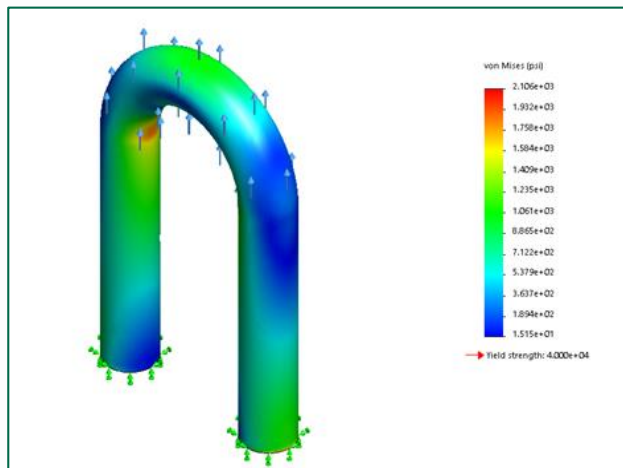 von Mises (psi)
2.106e+03
1.932e+03
1.758e+03
1.584e+03
1.409e+03
1.235e+03
1.061e+03
8.865e+02
7.122e+02
5.379e+02
3.637e+02
1.894e+02
1.515e+01
Yield strength: 4.000e+04